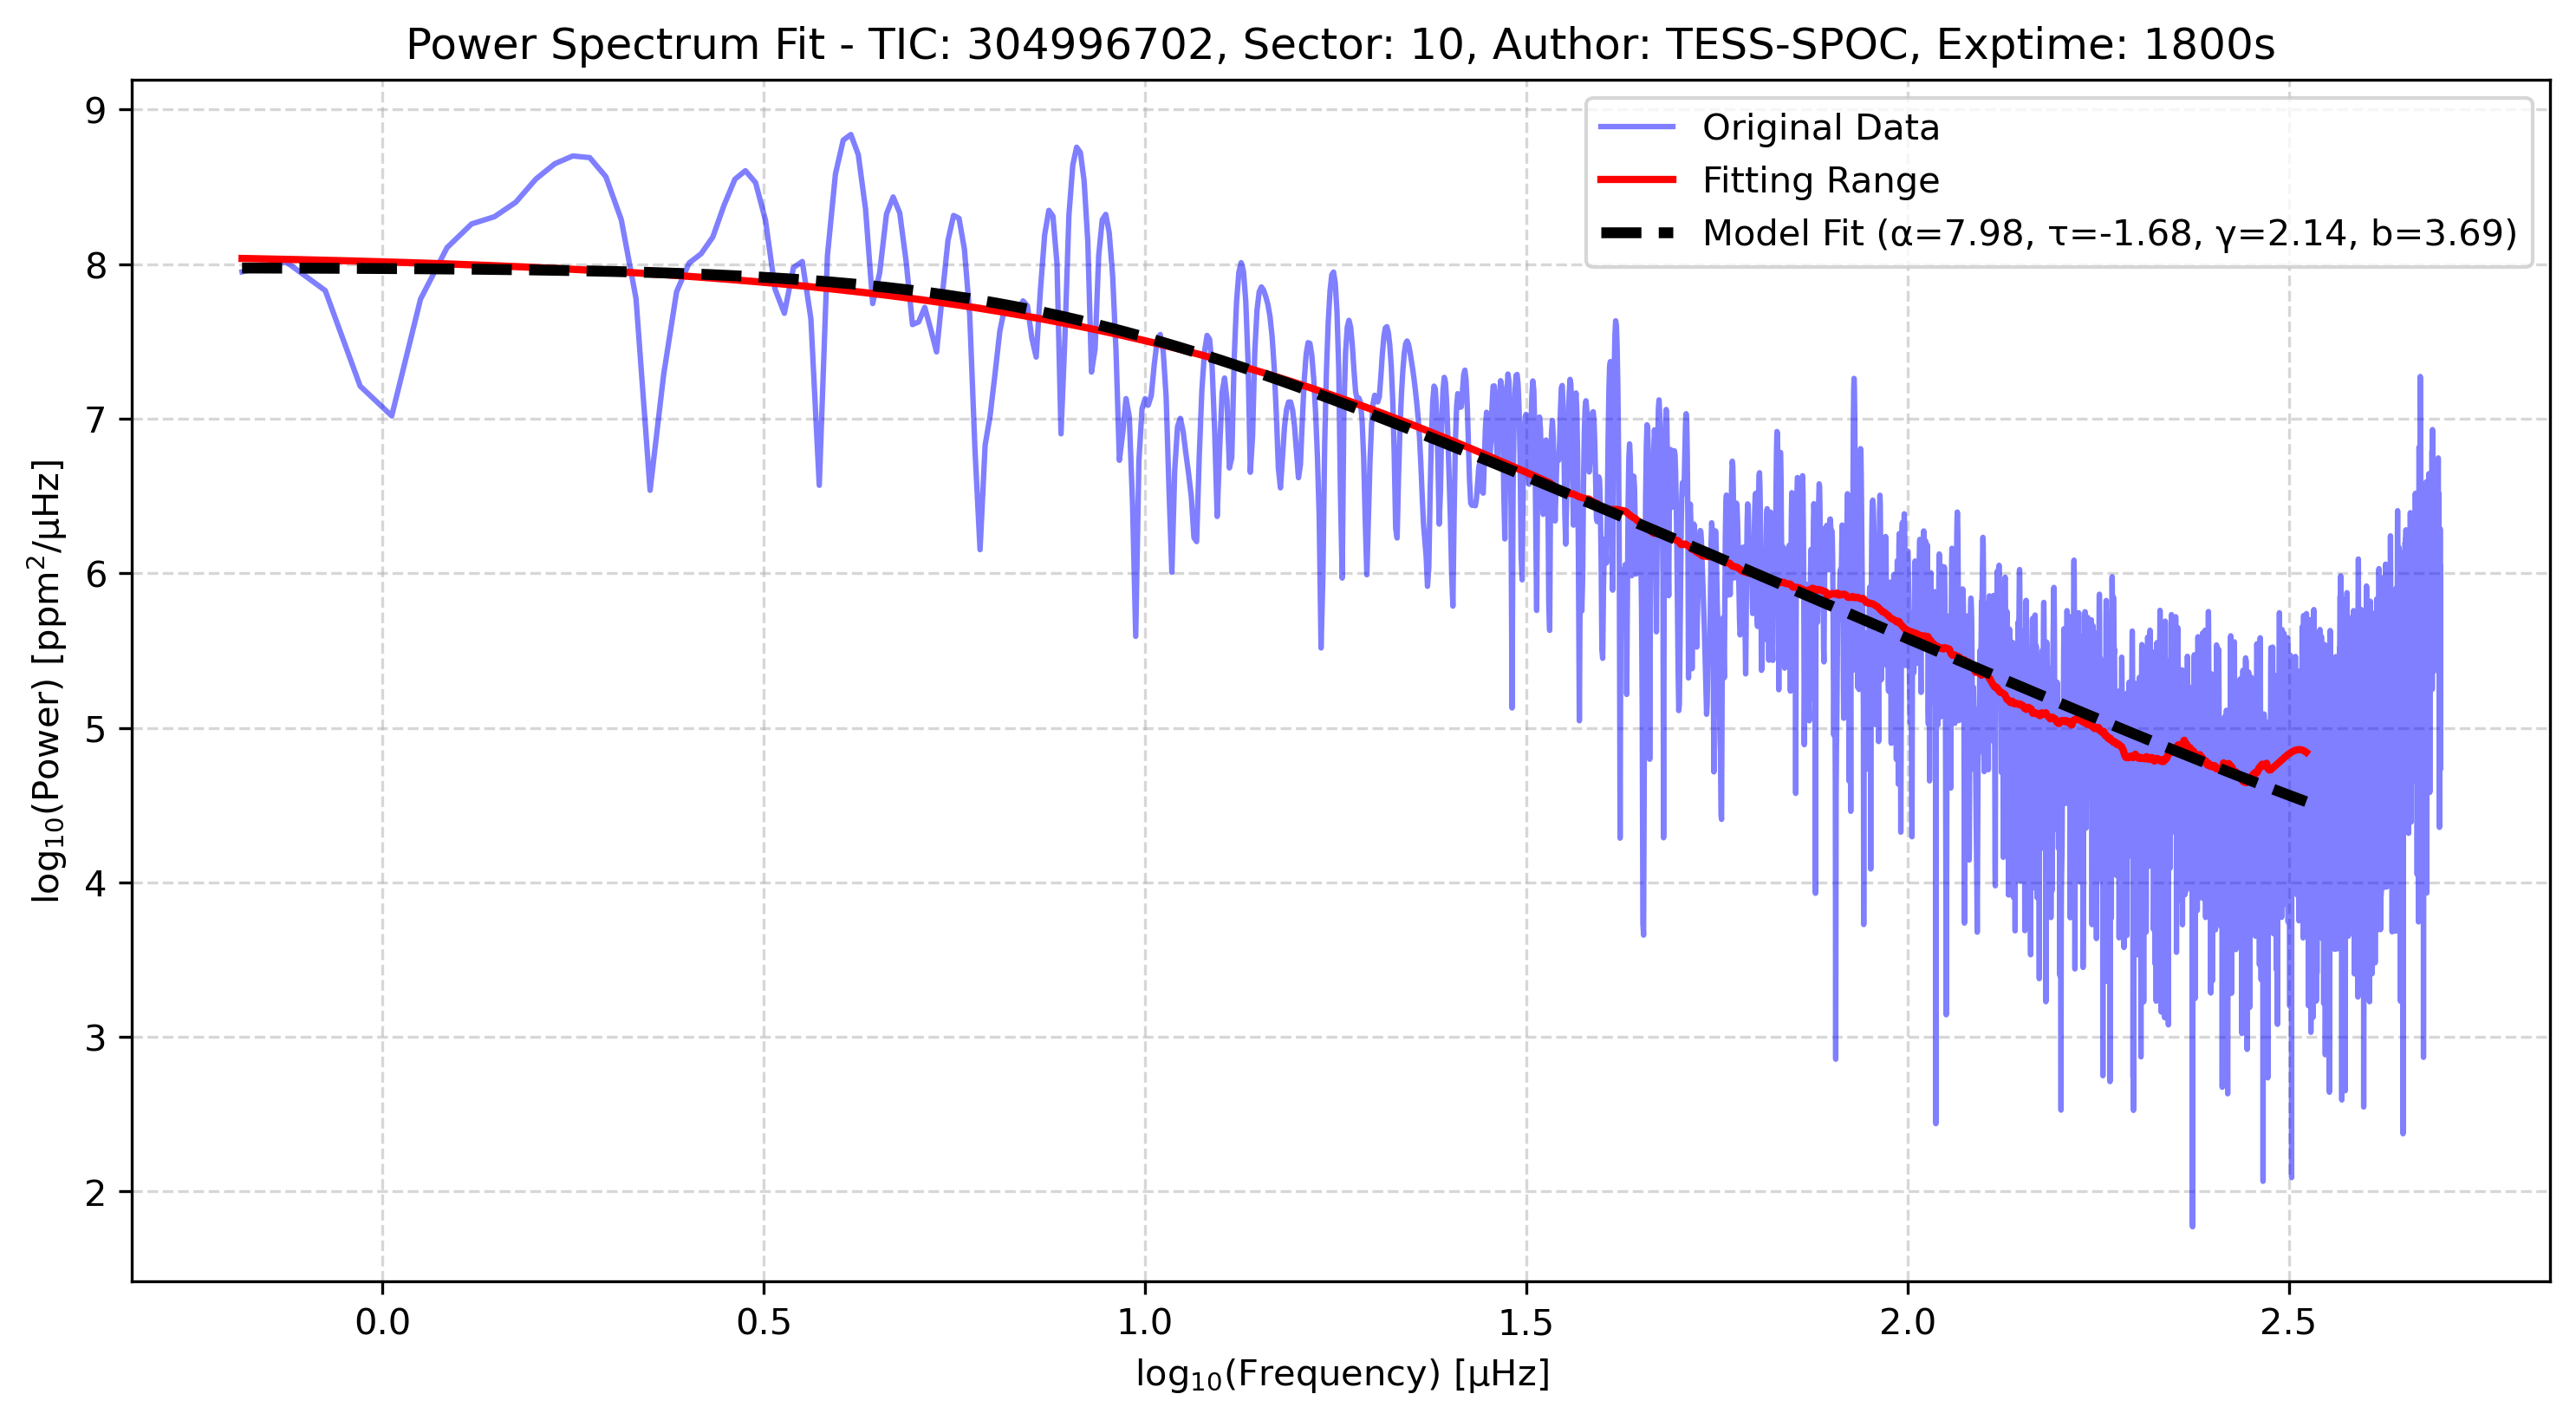 Power Spectrum Fit - TIC: 304996702, Sector: 10, Author: TESS-SPOC, Exptime: 1800s
Original Data
Fitting Range
Model Fit (α=7.98, τ=-1.68, γ=2.14, b=3.69)
log₁₀(Power) [ppm²/μHz]
9
8
7
6
5
4
3
2
0.0 0.5 1.0 1.5 2.0 2.5
log₁₀(Frequency) [μHz]